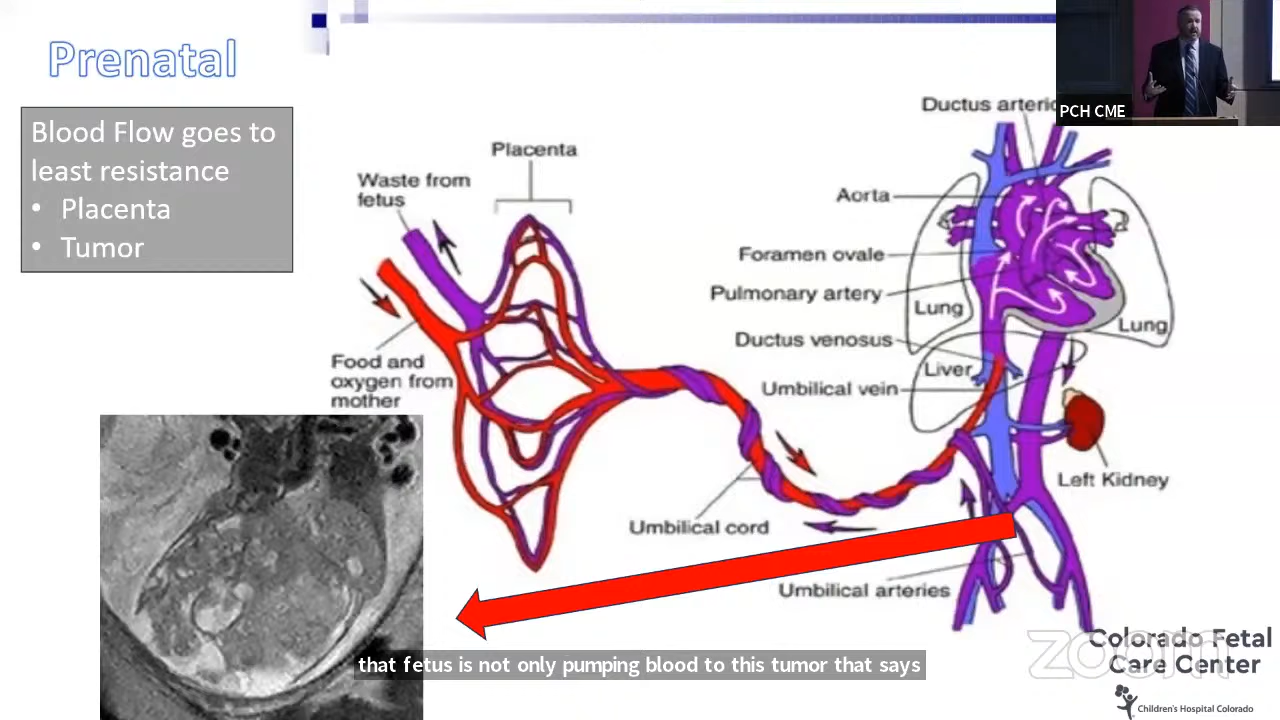 Prenatal
Blood Flow goes to
least resistance
• Placenta
• Tumor
Placenta
Waste from
fetus
Food and
oxygen from
mother
Umbilical cord
Ductus
Aorta
Foramen ovale
Pulmonary artery
Lung
Lung
Ductus venosus
Liver
Umbilical vein
Left Kidney
Umbilical arteries
PCH CME
that fetus is not only pumping blood to this tumor that says
zoom
Colorado Fetal
Care Center
Children's Hospital Colorado